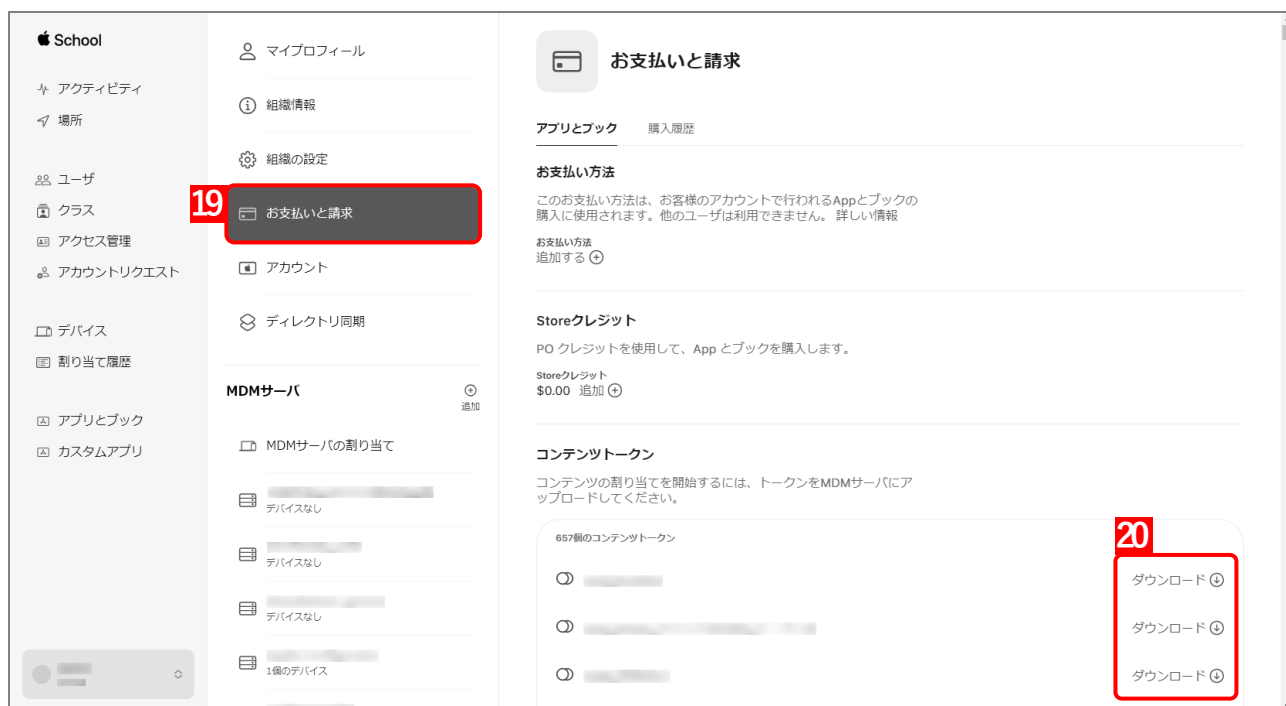 School
アクティビティ
場所
ユーザ
クラス
アクセス管理
アカウントリクエスト
デバイス
割り当て履歴
アプリとブック
カスタムアプリ
マイプロフィール
組織情報
組織の設定
19
お支払いと請求
アカウント
ディレクトリ同期
MDMサーバ
追加
MDMサーバの割り当て
デバイスなし
デバイスなし
デバイスなし
1個のデバイス
お支払いと請求
アプリとブック 購入履歴
お支払い方法
このお支払い方法は、お客様のアカウントで行われるAppとブックの
購入に使用されます。他のユーザは利用できません。 詳しい情報
お支払い方法
追加する
Storeクレジット
PO クレジットを使用して、App とブックを購入します。
Storeクレジット
$0.00 追加
コンテンツトークン
コンテンツの割り当てを開始するには、トークンをMDMサーバにア
ップロードしてください。
657個のコンテンツトークン
20
ダウンロード
ダウンロード
ダウンロード